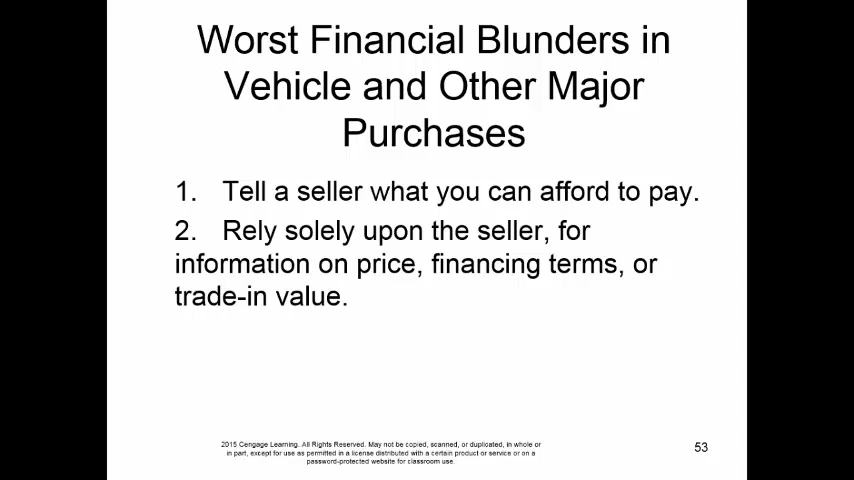 Worst Financial Blunders in
Vehicle and Other Major
Purchases
1. Tell a seller what you can afford to pay.
2. Rely solely upon the seller, for
information on price, financing terms, or
trade-in value.
2015 Cengage Learning. All Rights Reserved. May not be copied, scanned, or duplicated, in whole or
in part, except for use as permitted in a license distributed with a certain product or service or on a
password-protected website for classroom use.
53